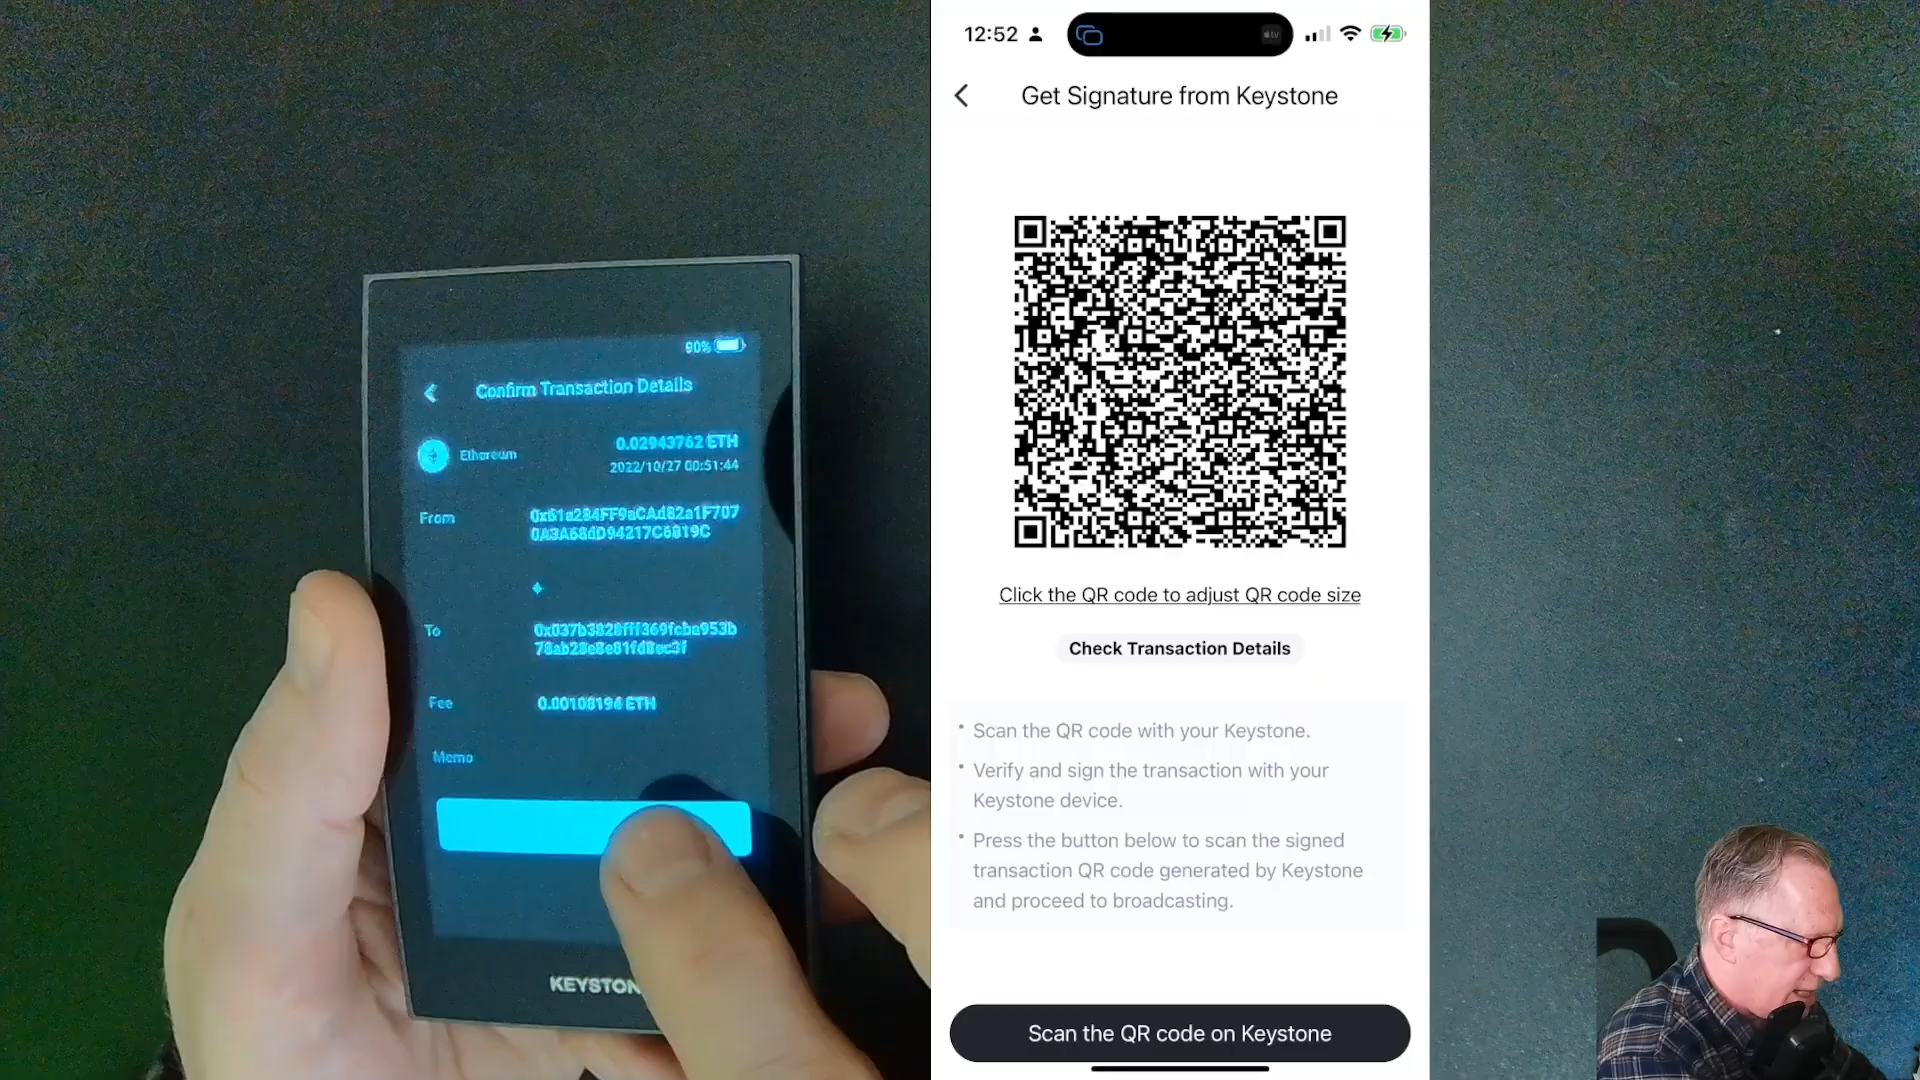 90%
Confirm Transaction Details
Ethereum
0.02943762 ETH
2022/10/27 00:51:44
From
To
Fee
0.00108194 ETH
Memo
KEYSTON
12:52
tv
Get Signature from Keystone
Click the QR code to adjust QR code size
Check Transaction Details
• Scan the QR code with your Keystone.
• Verify and sign the transaction with your
Keystone device.
• Press the button below to scan the signed
transaction QR code generated by Keystone
and proceed to broadcasting.
Scan the QR code on Keystone